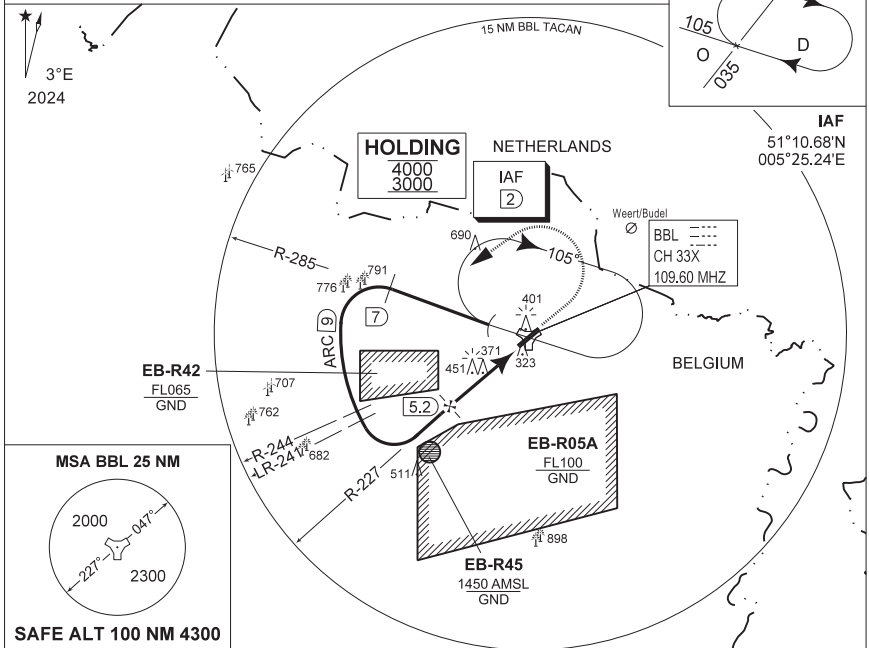 15 NM BBL TACAN
105
O
D
035
3°E
2024
IAF
51°10.68'N
005°25.24'E
HOLDING
4000
3000
NETHERLANDS
IAF
2
765
Weert/Budel
690
BBL
CH 33X
109.60 MHZ
105°
R-285
791
776
7
401
ARC 9
371
451
323
BELGIUM
EB-R42
FL065
GND
707
762
5.2
R-244
LR-241
682
R-227
511
EB-R05A
FL100
GND
898
EB-R45
1450 AMSL
GND
MSA BBL 25 NM
2000
047°
227°
2300
SAFE ALT 100 NM 4300